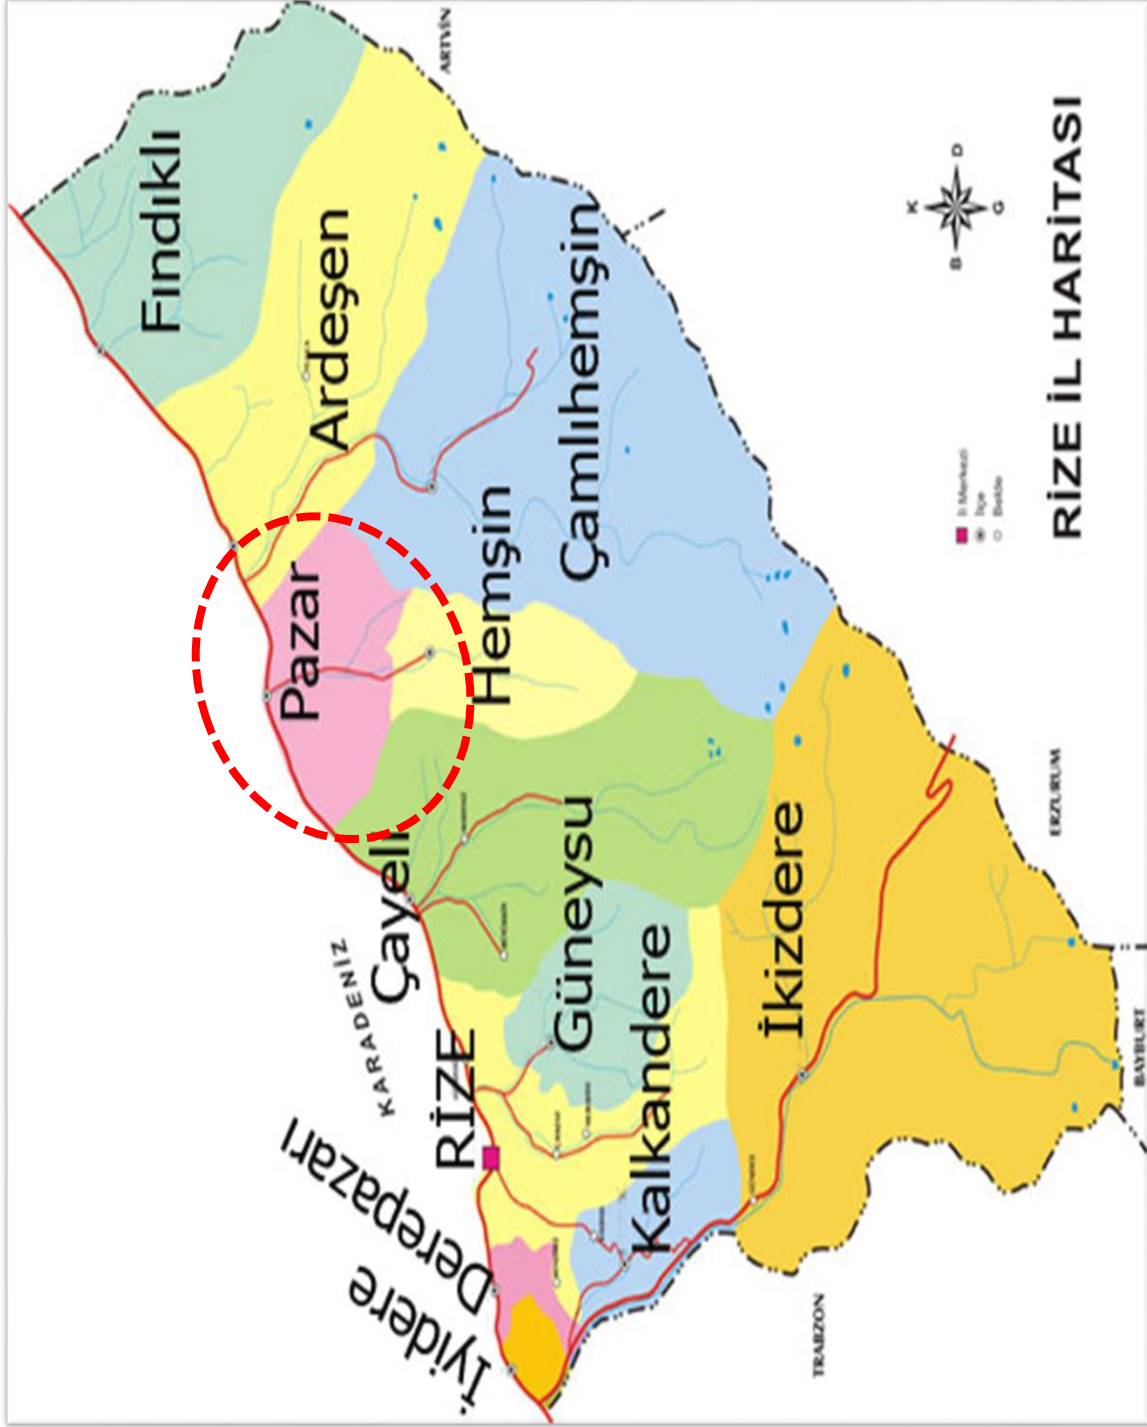 RİZE İL HARİTASI
ARTVİN
Fındıklı
Ardeşen
Çamlıhemşin
Pazar
Hemşin
Çayeli
KARADENİZ
RİZE
Güneysu
Kalkandere
İkizdere
Derepazarı
İyidere
ERZURUM
BAYBURT
TRABZON
K
B
D
G
İl Merkezi
İlçe
Belde